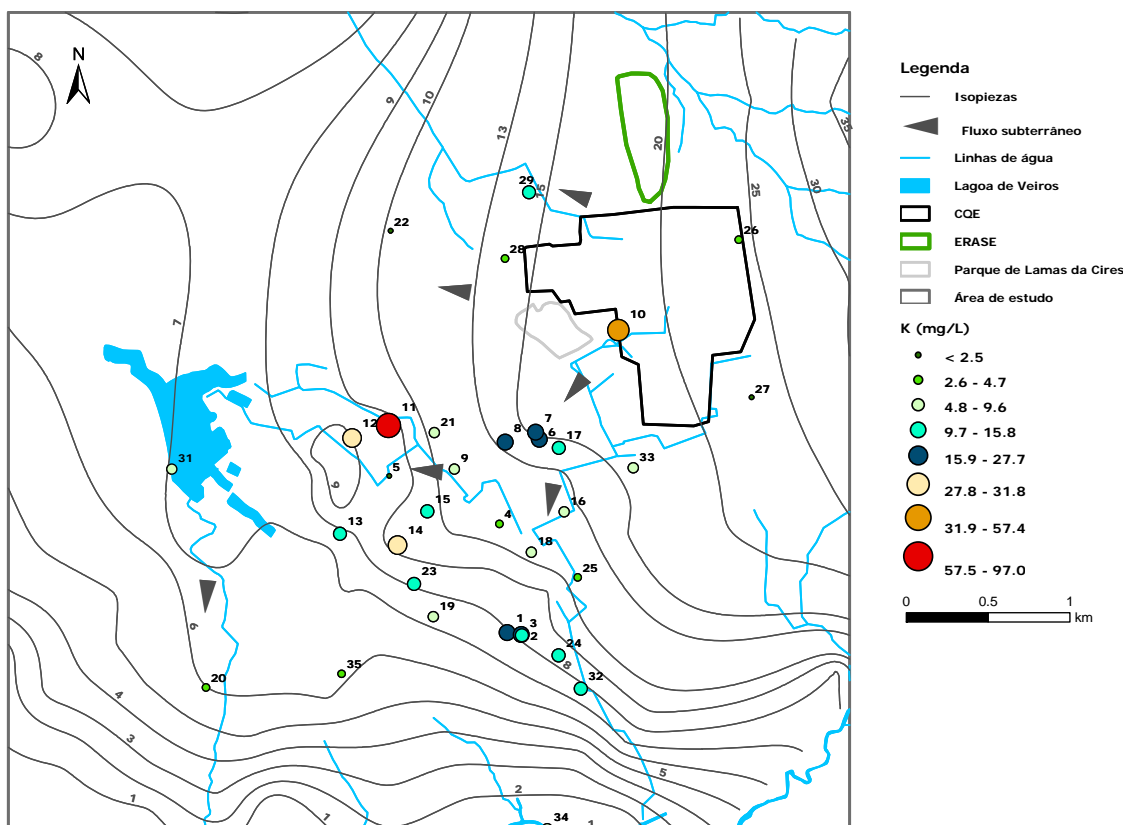 8
N
9
10
13
15
20
25
30
35
29
22
28
26
7
10
27
11
12
21
7
8
6
17
31
5
9
33
9
15
16
13
4
14
18
23
25
19
1
3
2
6
24
8
35
20
32
4
3
5
1
2
1
34
1
Legenda
Isopiezas
Fluxo subterrâneo
Linhas de água
Lagoa de Veiros
CQE
ERASE
Parque de Lamas da Cires
Área de estudo
K (mg/L)
< 2.5
2.6 - 4.7
4.8 - 9.6
9.7 - 15.8
15.9 - 27.7
27.8 - 31.8
31.9 - 57.4
57.5 - 97.0
0 0.5 1
km